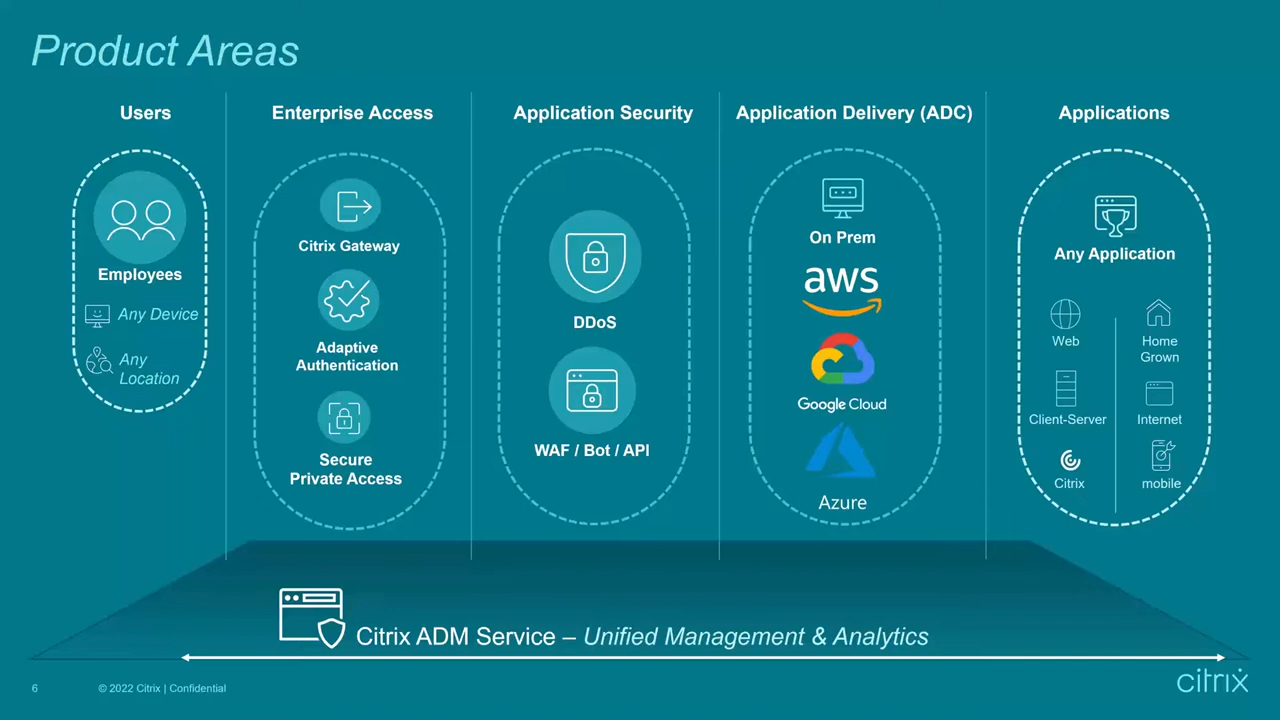 Product Areas
Users
Enterprise Access
Application Security
Application Delivery (ADC)
Applications
Employees
Any Device
Any
Location
Citrix Gateway
Adaptive
Authentication
Secure
Private Access
DDoS
WAF / Bot / API
On Prem
aws
Google Cloud
Azure
Any Application
Web
Home
Grown
Client-Server
Internet
Citrix
mobile
Citrix ADM Service – Unified Management & Analytics
6
© 2022 Citrix | Confidential
citrix